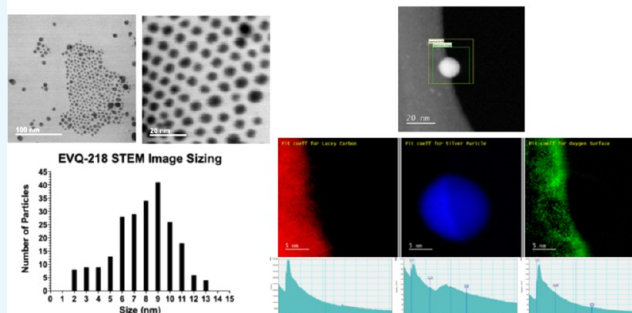 100 nm
20 nm
20 nm
EVQ-218 STEM Image Sizing
Number of Particles
45
40
35
30
25
20
15
10
5
0
0 1 2 3 4 5 6 7 8 9 10 11 12 13 14 15
Size (nm)
Fit coeff for Lacey Carbon
Fit coeff for Silver Particle
Fit coeff for Oxygen Surface
5 nm
5 nm
5 nm